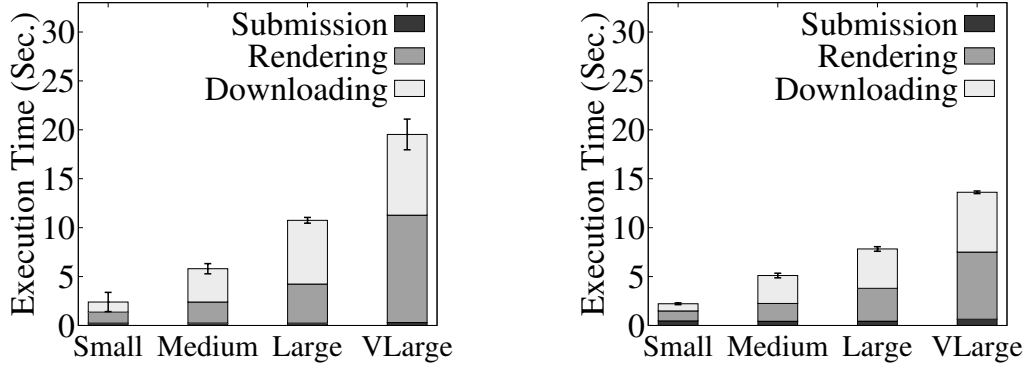 Execution Time (Sec.)
30
25
20
15
10
5
0
Submission
Rendering
Downloading
Small Medium Large VLarge
Execution Time (Sec.)
30
25
20
15
10
5
0
Submission
Rendering
Downloading
Small Medium Large VLarge